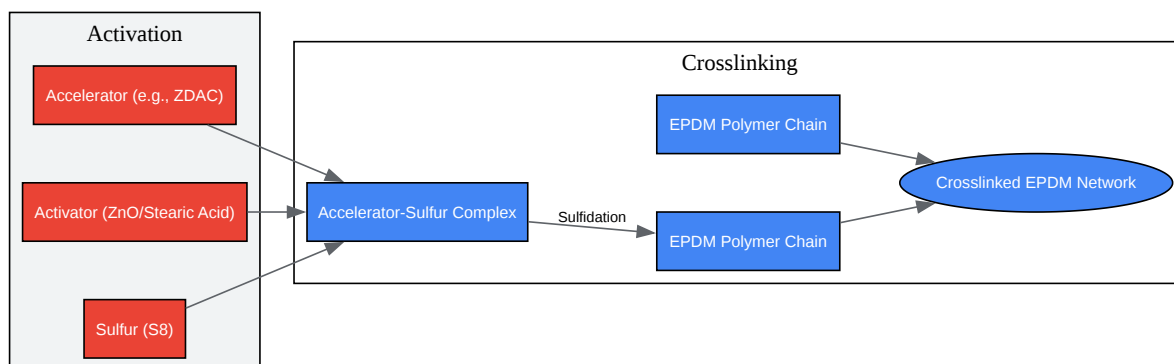 Activation
Accelerator (e.g., ZDAC)
Activator (ZnO/Stearic Acid)
Sulfur (S8)
Crosslinking
Accelerator-Sulfur Complex
Sulfidation
EPDM Polymer Chain
EPDM Polymer Chain
Crosslinked EPDM Network